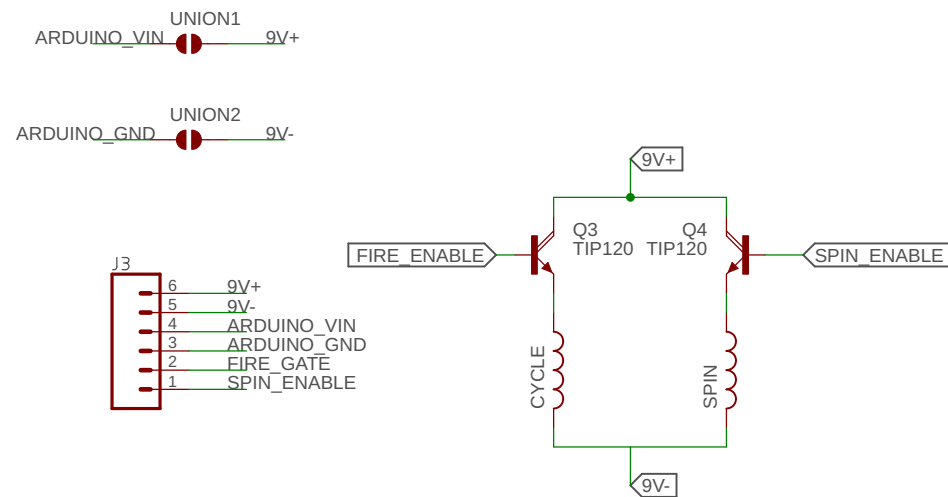 UNION1
ARDUINO_VIN 9V+
UNION2
ARDUINO_GND 9V-
9V+
Q3
TIP120
Q4
TIP120
FIRE_ENABLE
SPIN_ENABLE
J3
6 9V+
5 9V-
4 ARDUINO_VIN
3 ARDUINO_GND
2 FIRE_GATE
1 SPIN_ENABLE
CYCLE
SPIN
9V-